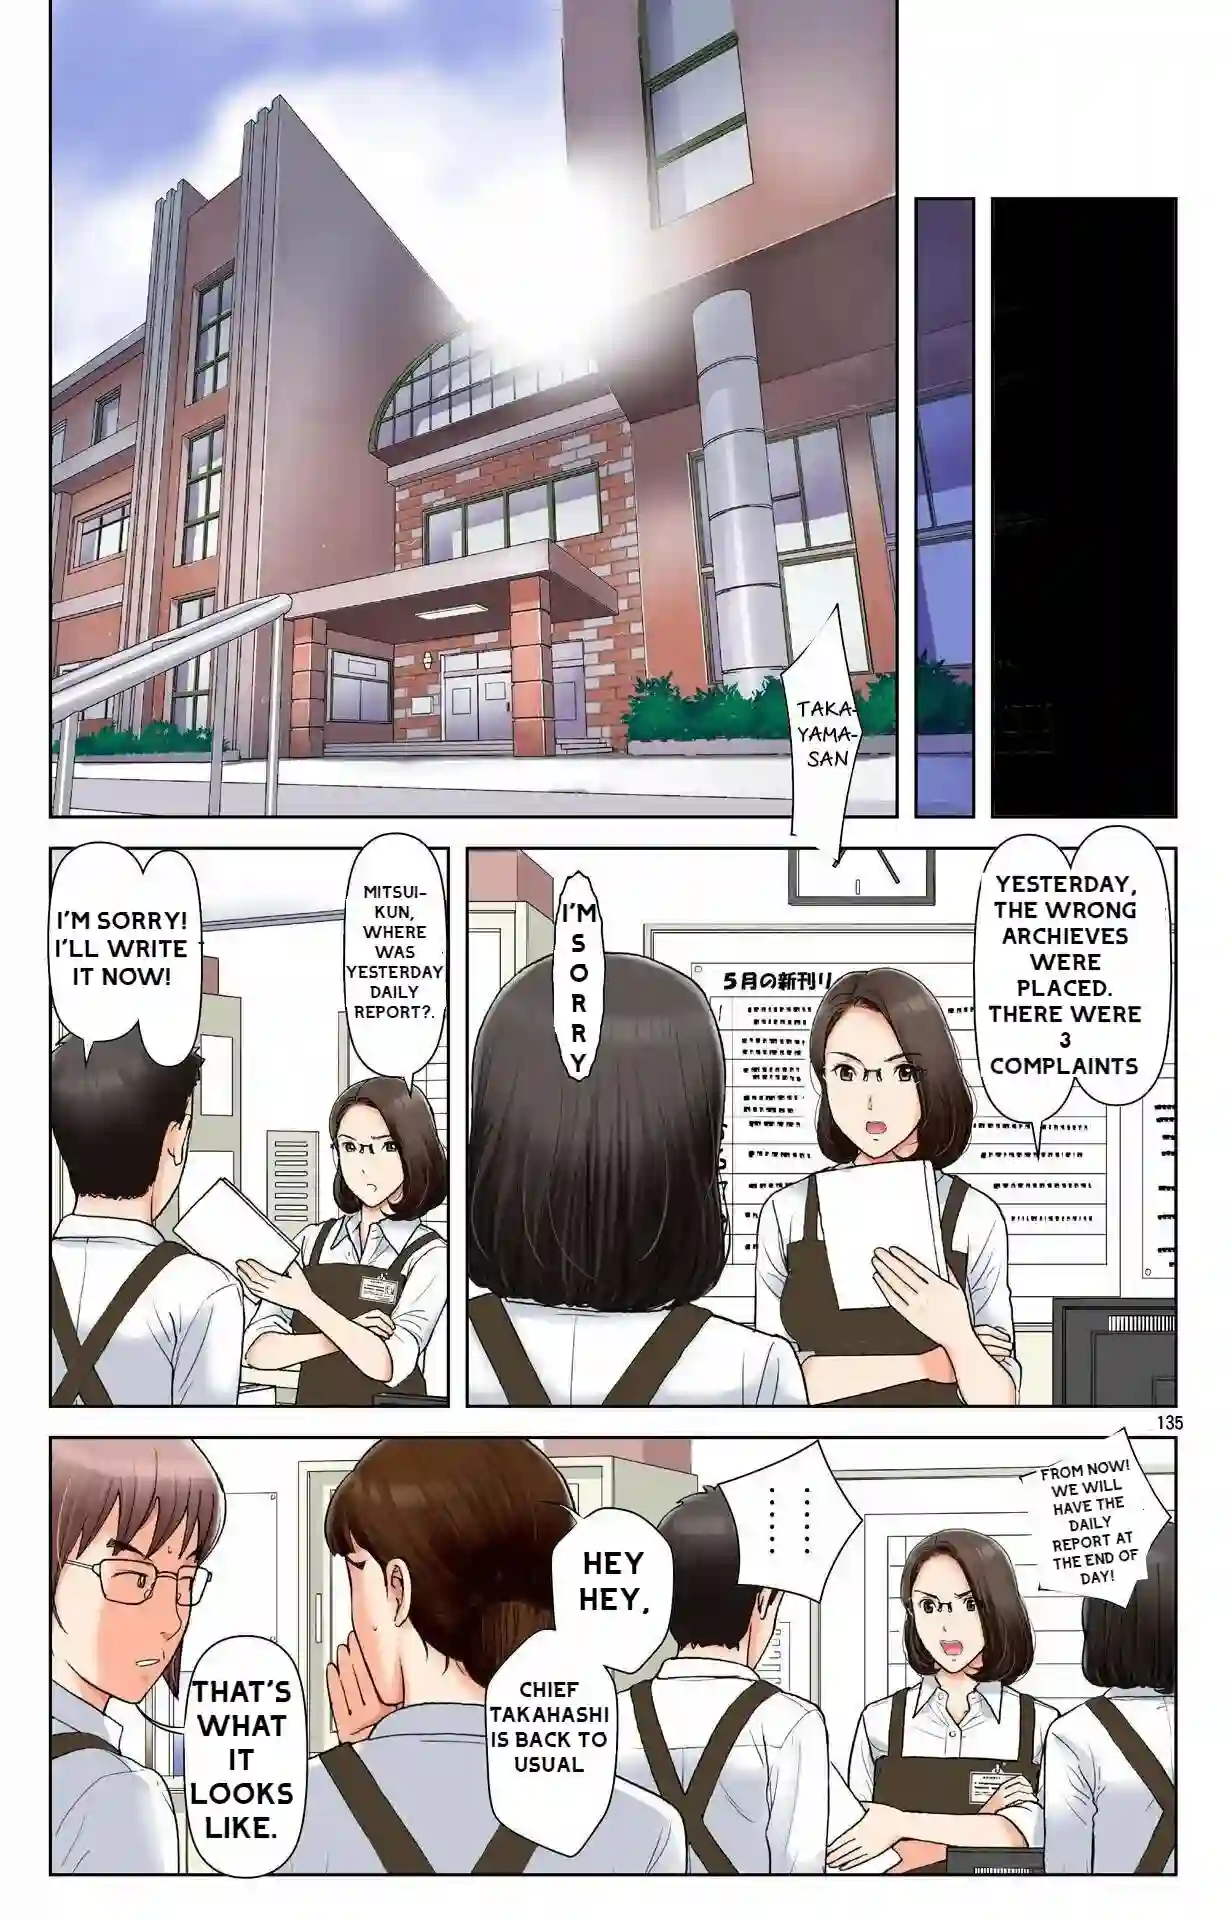 TAKA-
YAMA-
SAN
YESTERDAY,
THE WRONG
ARCHIEVES
WERE
PLACED.
THERE WERE
3
COMPLAINTS
5月の新刊リ
I'M
S
O
R
R
Y
MITSUI-
KUN,
WHERE
WAS
YESTERDAY
DAILY
REPORT?.
I'M SORRY!
I'LL WRITE
IT NOW!
135
FROM NOW!
WE WILL
HAVE THE
DAILY
REPORT AT
THE END OF
DAY!
HEY
HEY,
CHIEF
TAKAHASHI
IS BACK TO
USUAL
THAT'S
WHAT
IT
LOOKS
LIKE.